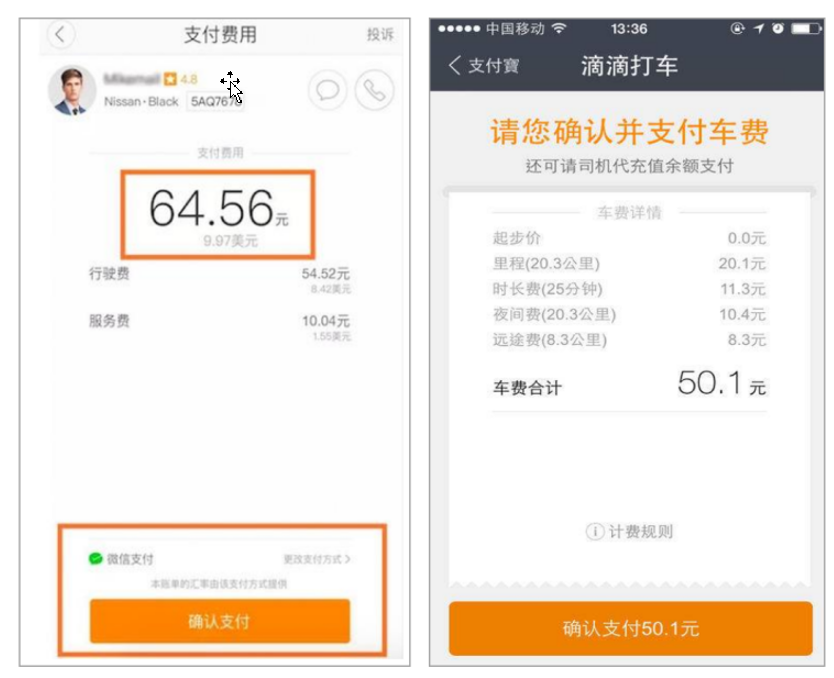 支付费用
投诉
4.8
Nissan·Black 5AQ767
支付费用
64.56元
9.97美元
行驶费 54.52元
8.42美元
服务费 10.04元
1.55美元
微信支付 更改支付方式
本账单的汇率由该支付方式提供
确认支付
中国移动 13:36
支付寶 滴滴打车
请您确认并支付车费
还可请司机代充值余额支付
车费详情
起步价 0.0元
里程(20.3公里) 20.1元
时长费(25分钟) 11.3元
夜间费(20.3公里) 10.4元
远途费(8.3公里) 8.3元
车费合计 50.1元
计费规则
确认支付50.1元